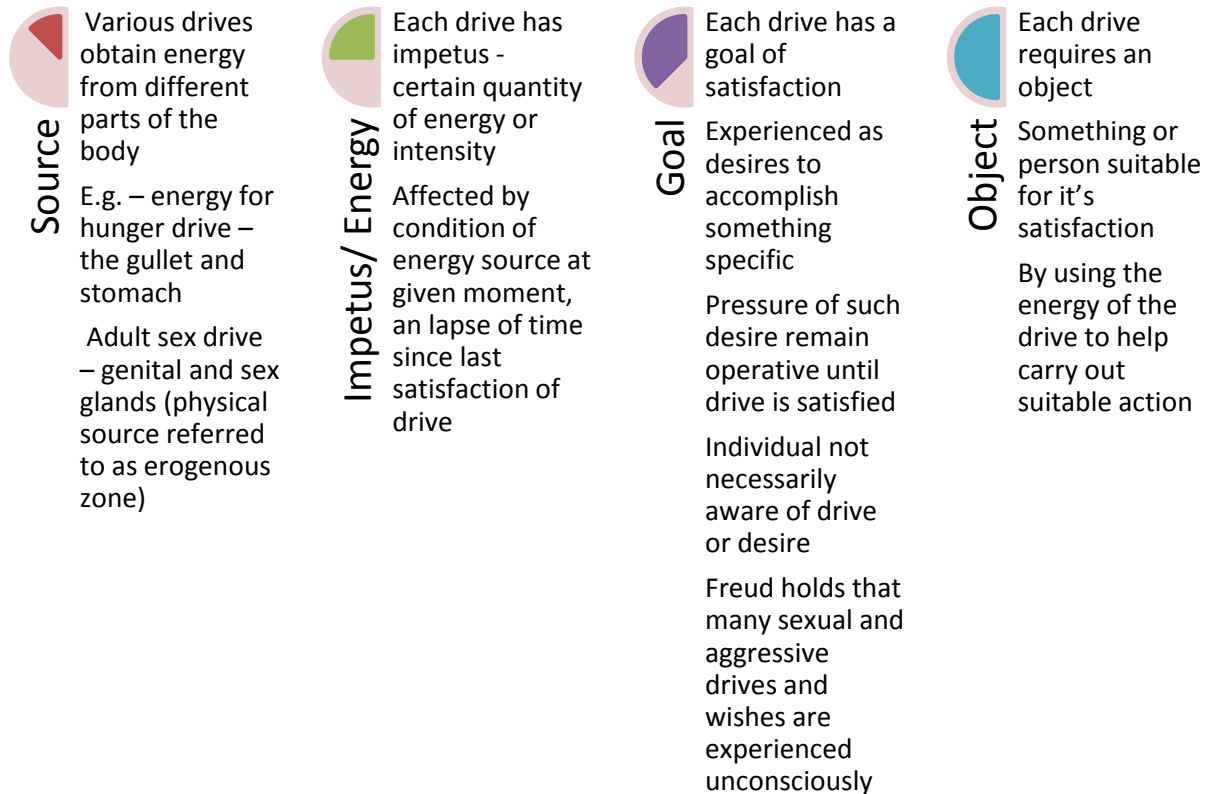 Source
Various drives
obtain energy
from different
parts of the
body
E.g. – energy for
hunger drive –
the gullet and
stomach
Adult sex drive
– genital and sex
glands (physical
source referred
to as erogenous
zone)
Impetus/ Energy
Each drive has
impetus -
certain quantity
of energy or
intensity
Affected by
condition of
energy source at
given moment,
an lapse of time
since last
satisfaction of
drive
Goal
Each drive has a
goal of
satisfaction
Experienced as
desires to
accomplish
something
specific
Pressure of such
desire remain
operative until
drive is satisfied
Individual not
necessarily
aware of drive
or desire
Freud holds that
many sexual and
aggressive
drives and
wishes are
experienced
unconsciously
Object
Each drive
requires an
object
Something or
person suitable
for it's
satisfaction
By using the
energy of the
drive to help
carry out
suitable action